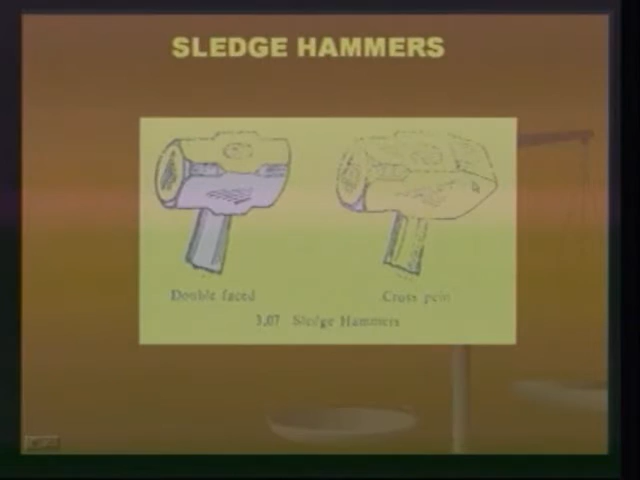 SLEDGE HAMMERS
Double faced
Cross pein
3.07 Sledge Hammers